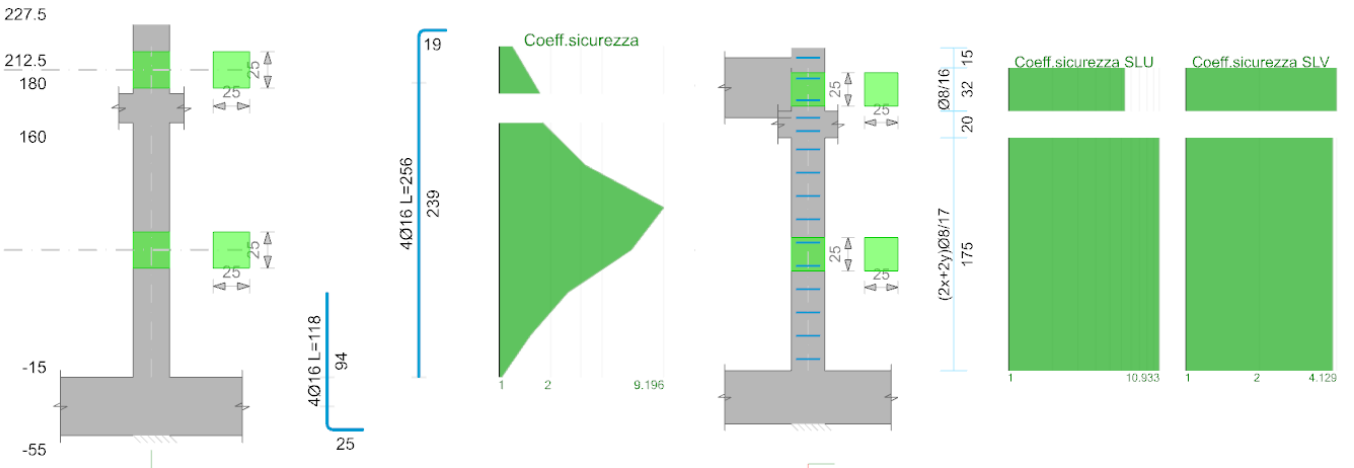 227.5
212.5
180
160
-15
-55
25
25
25
25
4Ø16 L=118
94
25
19
4Ø16 L=256
239
Coeff.sicurezza
1 2 9.196
25
25
25
25
15
Ø8/16
32
20
(2x+2y)Ø8/17
175
Coeff.sicurezza SLU
1 10.933
Coeff.sicurezza SLV
1 2 4.129